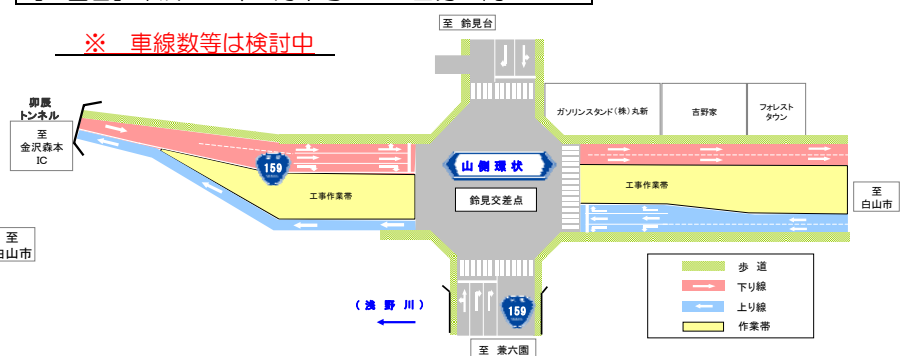 ※ 車線数等は検討中
至 鈴見台
卯辰
トンネル
至
金沢森本
IC
ガソリンスタンド(株)丸新
吉野家
フォレスト
タウン
159
山側環状
鈴見交差点
工事作業帯
工事作業帯
至
白山市
至
白山市
(浅野川)
159
至 兼六園
歩 道
下り線
上り線
作業帯